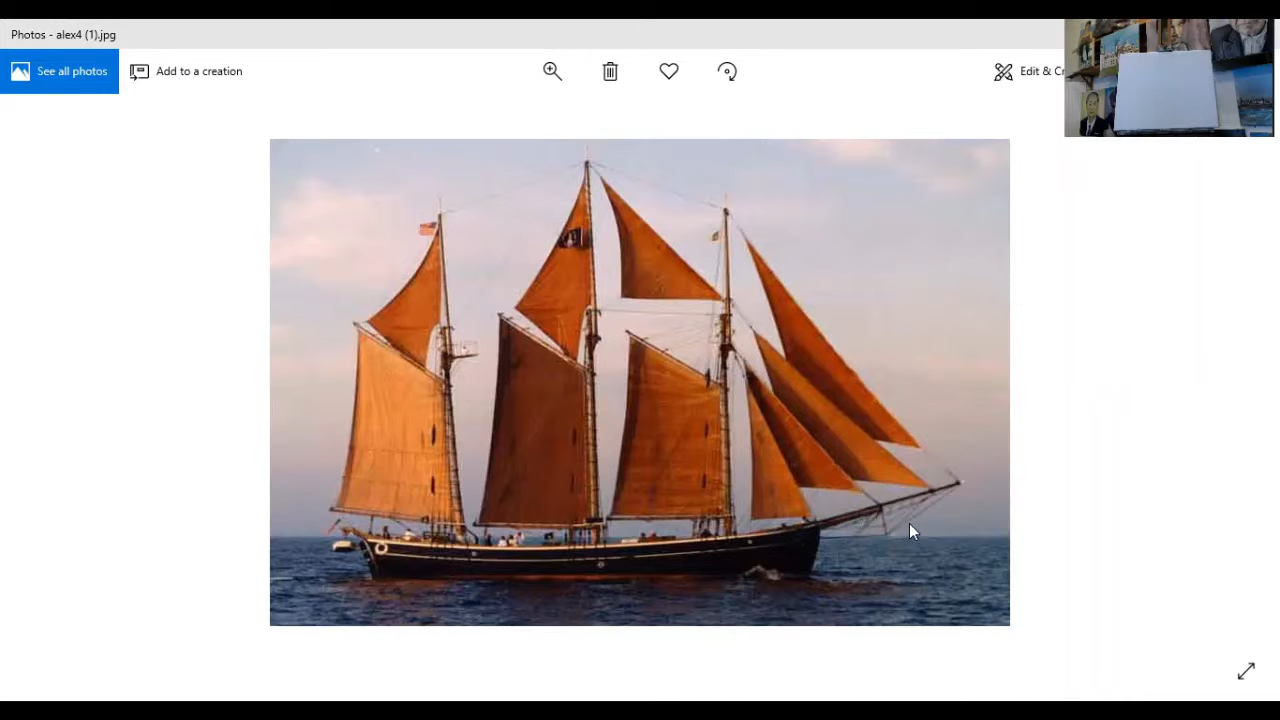 Photos - alex4 (1).jpg
See all photos
Add to a creation
Edit & Cr